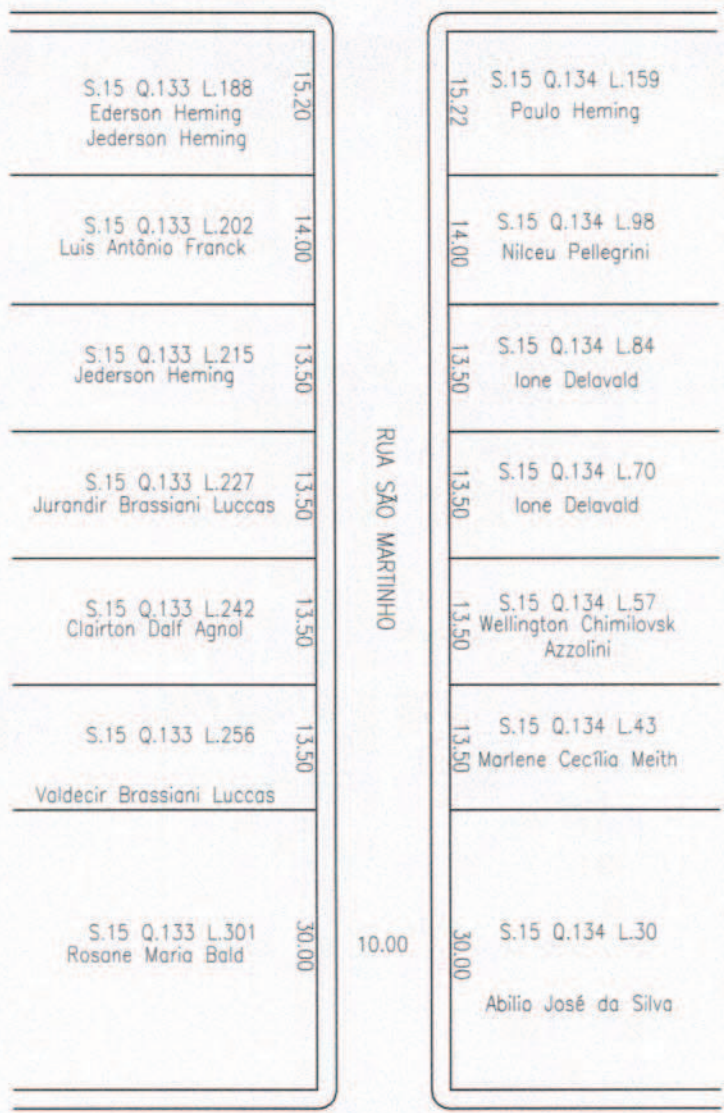 S.15 Q.133 L.188
Ederson Heming
Jederson Heming
15.20
S.15 Q.133 L.202
Luis Antônio Franck
14.00
S.15 Q.133 L.215
Jederson Heming
13.50
S.15 Q.133 L.227
Jurandir Brassiani Luccas
13.50
S.15 Q.133 L.242
Clairton Dalf Agnol
13.50
S.15 Q.133 L.256
Valdecir Brassiani Luccas
13.50
S.15 Q.133 L.301
Rosane Maria Bald
30.00
RUA SÃO MARTINHO
10.00
S.15 Q.134 L.159
Paulo Heming
15.22
S.15 Q.134 L.98
Nilceu Pellegrini
14.00
S.15 Q.134 L.84
Ione Delavald
13.50
S.15 Q.134 L.70
Ione Delavald
13.50
S.15 Q.134 L.57
Wellington Chimilovsk
Azzolini
13.50
S.15 Q.134 L.43
Marlene Cecília Meith
13.50
S.15 Q.134 L.30
Abílio José da Silva
30.00